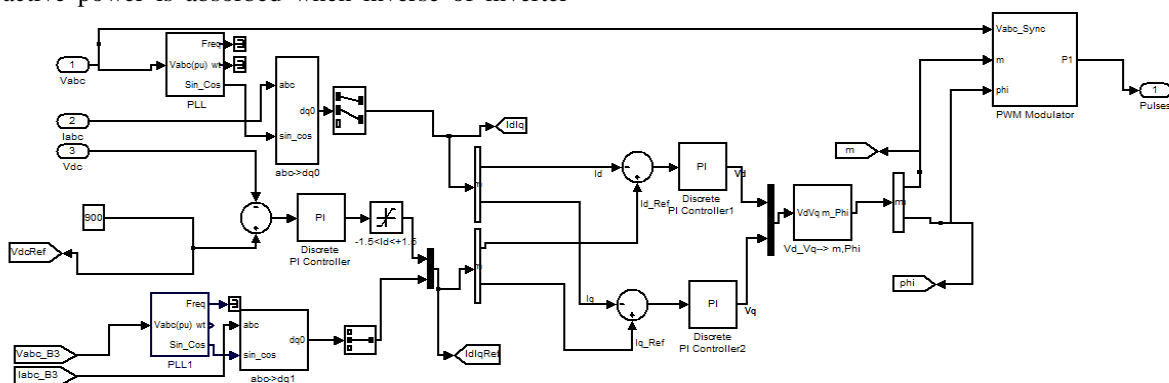 active power is absorbed when inverse of inverter
1
Vabc
Freq
Vabc(pu) wt
Sin_Cos
PLL
2
Iabc
3
Vdc
abc
dq0
sin_cos
abc->dq0
IdIq
900
VdcRef
PI
Discrete
PI Controller
-1.5<Id<+1.5
Freq
Vabc(pu) wt
Sin_Cos
PLL1
Vabc_B3
Iabc_B3
abc
dq0
sin_cos
abc->dq1
IdIqRef
m
m
Id
Id_Ref
Iq
Iq_Ref
PI
Discrete
PI Controller1
Vd
PI
Discrete
PI Controller2
Vq
VdVq m_Phi
Vd_Vq--> m,Phi
m
m
phi
Vabc_Sync
m
P1
phi
PWM Modulator
1
Pulses